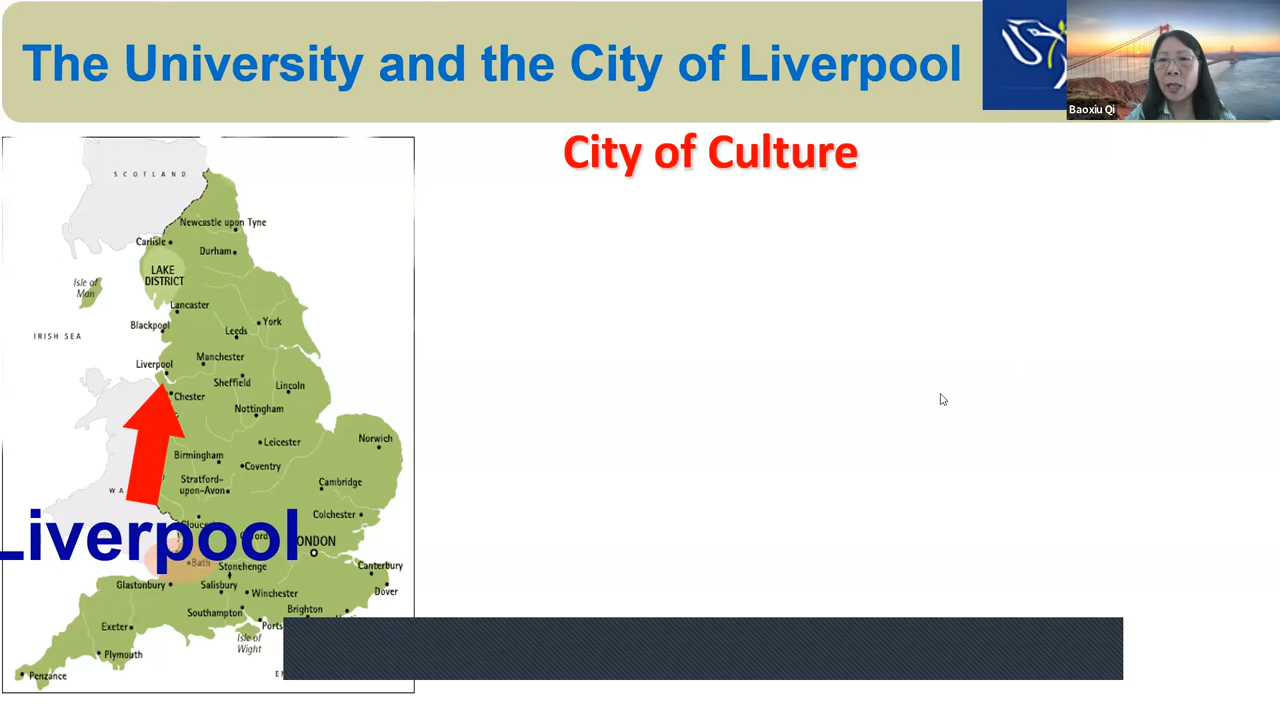 The University and the City of Liverpool
Baoxiu Qi
City of Culture
SCOTLAND
Newcastle upon Tyne
Carlisle
Durham
LAKE
DISTRICT
Isle of
Man
Lancaster
Blackpool
York
Leeds
IRISH SEA
Liverpool
Manchester
Sheffield
Lincoln
Chester
Nottingham
Norwich
Leicester
Birmingham
Coventry
Stratford-
upon-Avon
Cambridge
WA
Colchester
Liverpool
ONDON
Bath
Stonehenge
Canterbury
Glastonbury
Salisbury
Winchester
Dover
Southampton
Brighton
Exeter
Ports
Isle of
Wight
Plymouth
Penzance